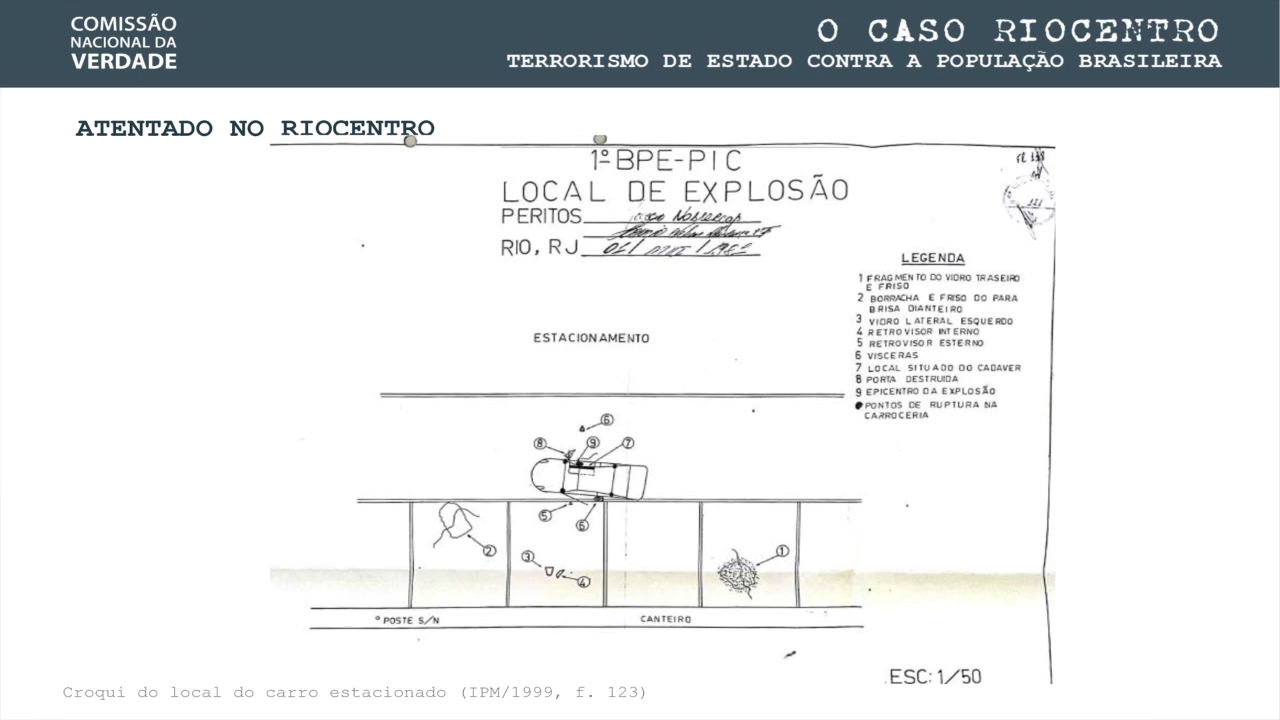 COMISSÃO
NACIONAL DA
VERDADE
O CASO RIOCENTRO
TERRORISMO DE ESTADO CONTRA A POPULAÇÃO BRASILEIRA
ATENTADO NO RIOCENTRO
1º BPE-PIC
LOCAL DE EXPLOSÃO
PERITOS
RIO, RJ
LEGENDA
1 FRAGMENTO DO VIDRO TRASEIRO
E FRISO
2 BORRACHA E FRISO DO PARA
BRISA DIANTEIRO
3 VIDRO LATERAL ESQUERDO
4 RETROVISOR INTERNO
5 RETROVISOR ESTERNO
6 VISCERAS
7 LOCAL SITUADO DO CADAVER
8 PORTA DESTRUIDA
9 EPICENTRO DA EXPLOSÃO
PONTOS DE RUPTURA NA
CARROCERIA
ESTACIONAMENTO
6
8
9
7
5
6
2
3
4
1
º POSTE S/N
CANTEIRO
ESC: 1/50
Croqui do local do carro estacionado (IPM/1999, f. 123)